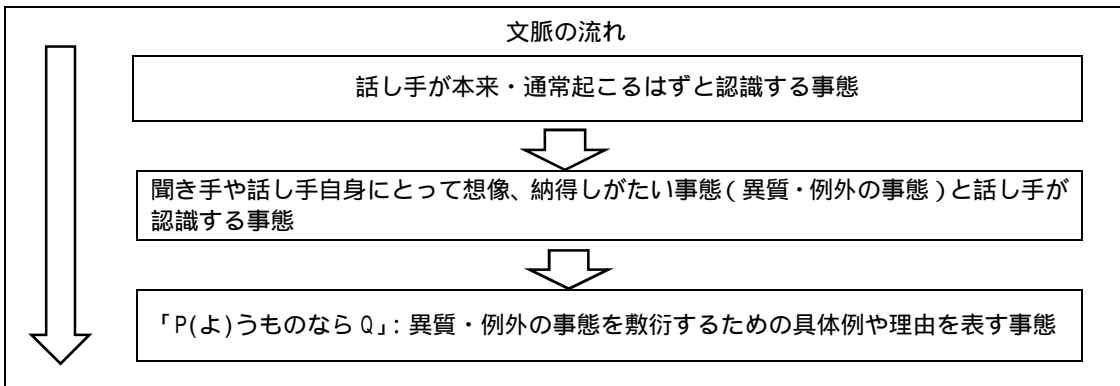 文脈の流れ
話し手が本来・通常起こるはずと認識する事態
聞き手や話し手自身にとって想像、納得しがたい事態(異質・例外の事態)と話し手が
認識する事態
「P(よ)うものなら Q」: 異質・例外の事態を敷衍するための具体例や理由を表す事態